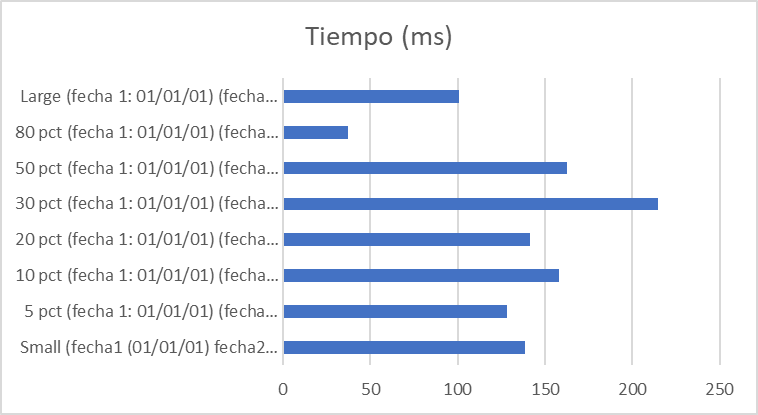 Tiempo (ms)
Large (fecha 1: 01/01/01) (fecha...
80 pct (fecha 1: 01/01/01) (fecha...
50 pct (fecha 1: 01/01/01) (fecha...
30 pct (fecha 1: 01/01/01) (fecha...
20 pct (fecha 1: 01/01/01) (fecha...
10 pct (fecha 1: 01/01/01) (fecha...
5 pct (fecha 1: 01/01/01) (fecha...
Small (fecha1 (01/01/01) fecha2...
0 50 100 150 200 250